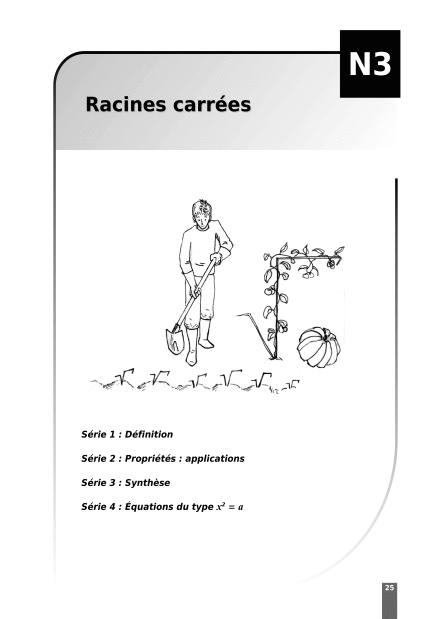 N3
Racines carrées
Série 1 : Définition
Série 2 : Propriétés : applications
Série 3 : Synthèse
Série 4 : Équations du type x² = a
25